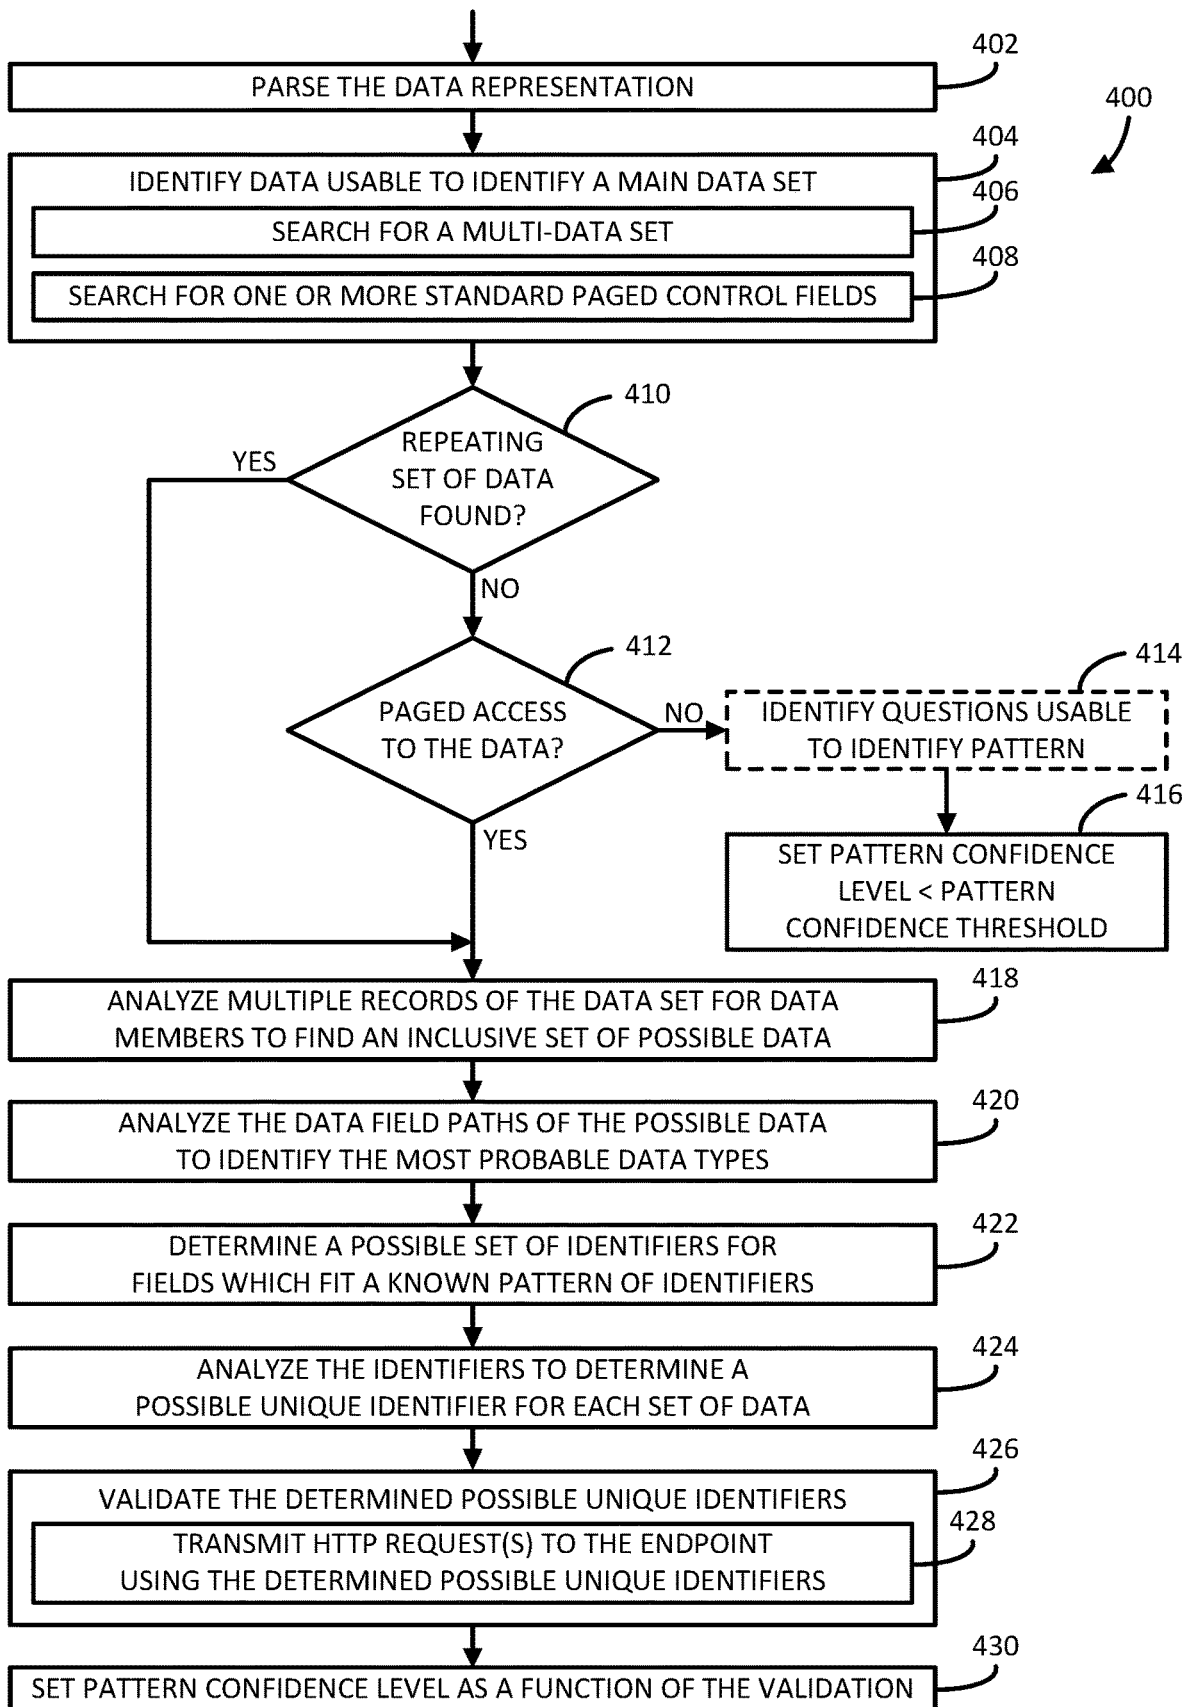 402
PARSE THE DATA REPRESENTATION
400
404
IDENTIFY DATA USABLE TO IDENTIFY A MAIN DATA SET
406
SEARCH FOR A MULTI-DATA SET
408
SEARCH FOR ONE OR MORE STANDARD PAGED CONTROL FIELDS
410
REPEATING
SET OF DATA
FOUND?
YES
NO
412
PAGED ACCESS
TO THE DATA?
NO
YES
414
IDENTIFY QUESTIONS USABLE
TO IDENTIFY PATTERN
416
SET PATTERN CONFIDENCE
LEVEL < PATTERN
CONFIDENCE THRESHOLD
418
ANALYZE MULTIPLE RECORDS OF THE DATA SET FOR DATA
MEMBERS TO FIND AN INCLUSIVE SET OF POSSIBLE DATA
420
ANALYZE THE DATA FIELD PATHS OF THE POSSIBLE DATA
TO IDENTIFY THE MOST PROBABLE DATA TYPES
422
DETERMINE A POSSIBLE SET OF IDENTIFIERS FOR
FIELDS WHICH FIT A KNOWN PATTERN OF IDENTIFIERS
424
ANALYZE THE IDENTIFIERS TO DETERMINE A
POSSIBLE UNIQUE IDENTIFIER FOR EACH SET OF DATA
426
VALIDATE THE DETERMINED POSSIBLE UNIQUE IDENTIFIERS
428
TRANSMIT HTTP REQUEST(S) TO THE ENDPOINT
USING THE DETERMINED POSSIBLE UNIQUE IDENTIFIERS
430
SET PATTERN CONFIDENCE LEVEL AS A FUNCTION OF THE VALIDATION